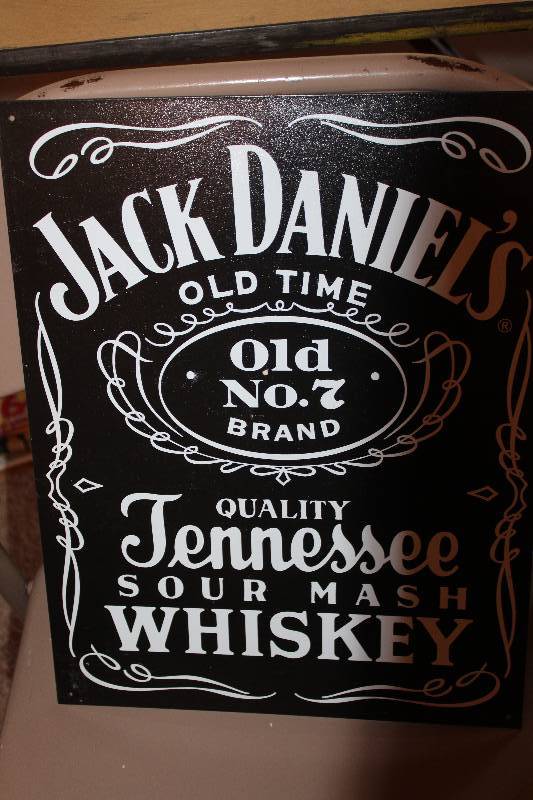 JACK DANIEL'S
®
OLD TIME
Old
No.7
BRAND
QUALITY
Tennessee
SOUR MASH
WHISKEY